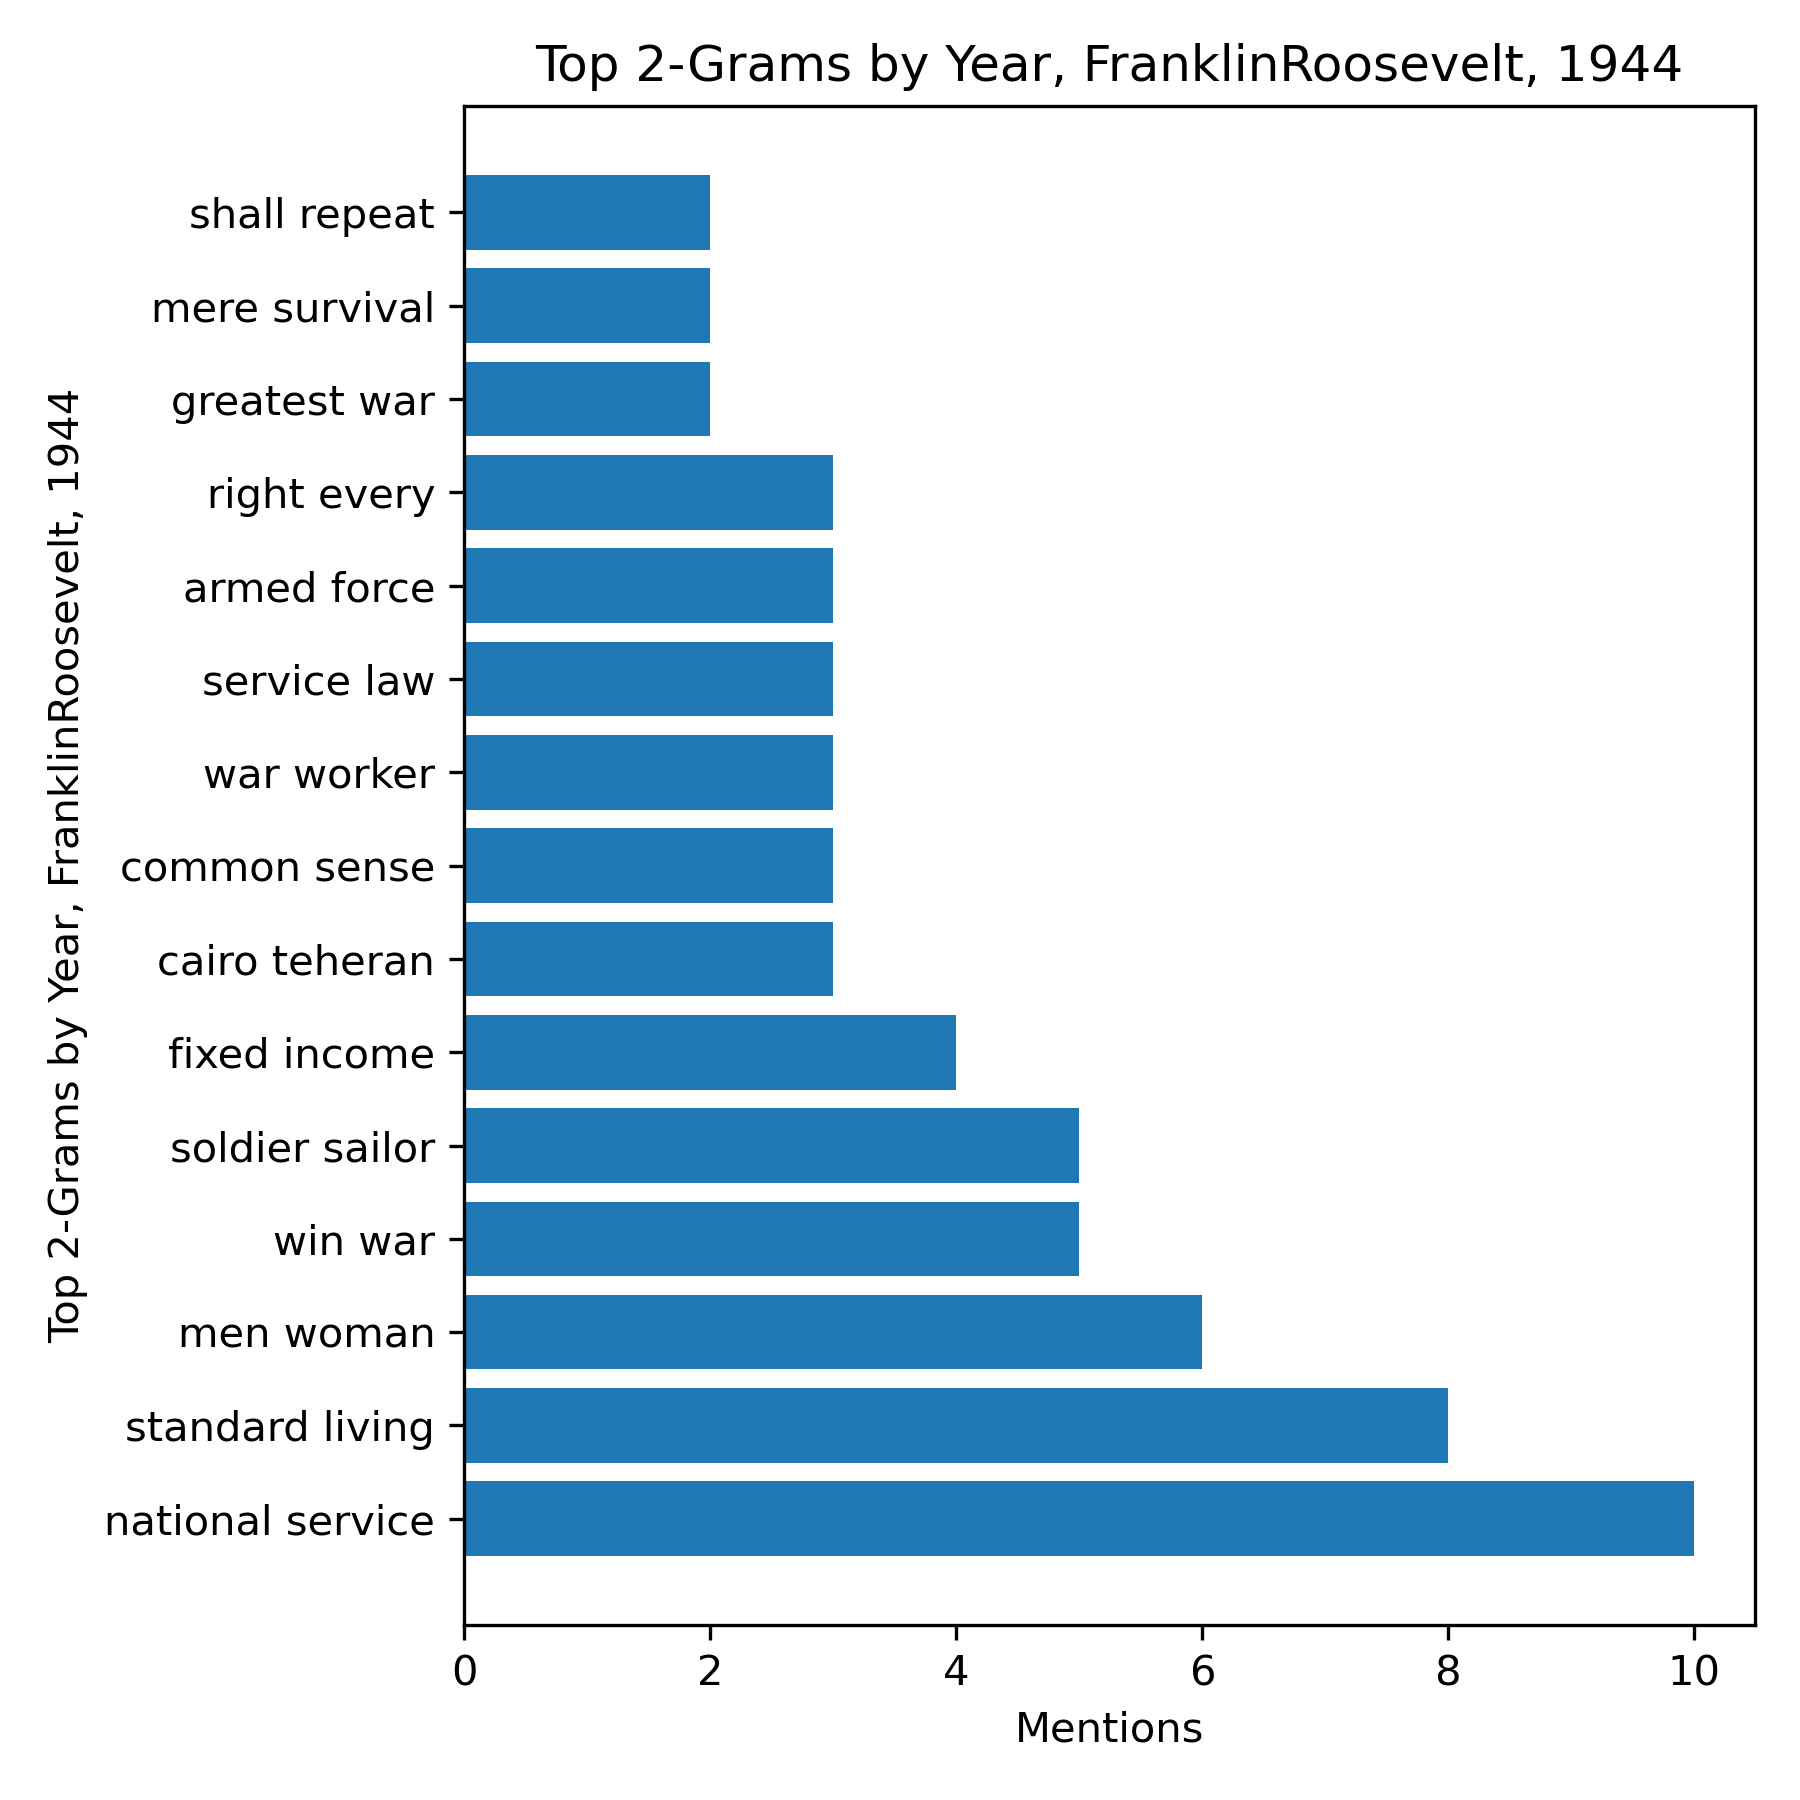 Top 2-Grams by Year, FranklinRoosevelt, 1944
Top 2-Grams by Year, FranklinRoosevelt, 1944
shall repeat
mere survival
greatest war
right every
armed force
service law
war worker
common sense
cairo teheran
fixed income
soldier sailor
win war
men woman
standard living
national service
0 2 4 6 8 10
Mentions